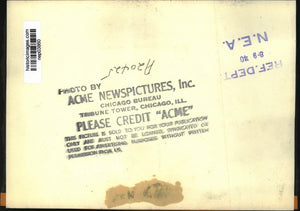 historicimages.com
A20425
PHOTO BY
ACME NEWSPICTURES, Inc.
CHICAGO BUREAU
TRIBUNE TOWER, CHICAGO, ILL.
PLEASE CREDIT "ACME"
THIS PICTURE IS SOLD TO YOU FOR YOUR PUBLICATION
ONLY AND MUST NOT BE LOANED, SYNDICATED OR
USED FOR ADVERTISING PURPOSES WITHOUT WRITTEN
PERMISSION FROM US.
N.E.A.
REF. DEPT